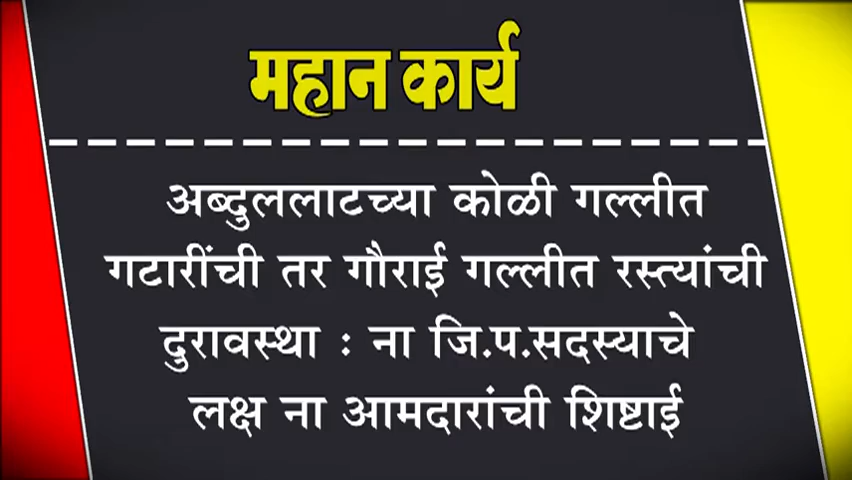 महान कार्य
अब्दुललाटच्या कोळी गल्लीत
गटारींची तर गौराई गल्लीत रस्त्यांची
दुरावस्था : ना जि.प.सदस्याचे
लक्ष ना आमदारांची शिष्टाई